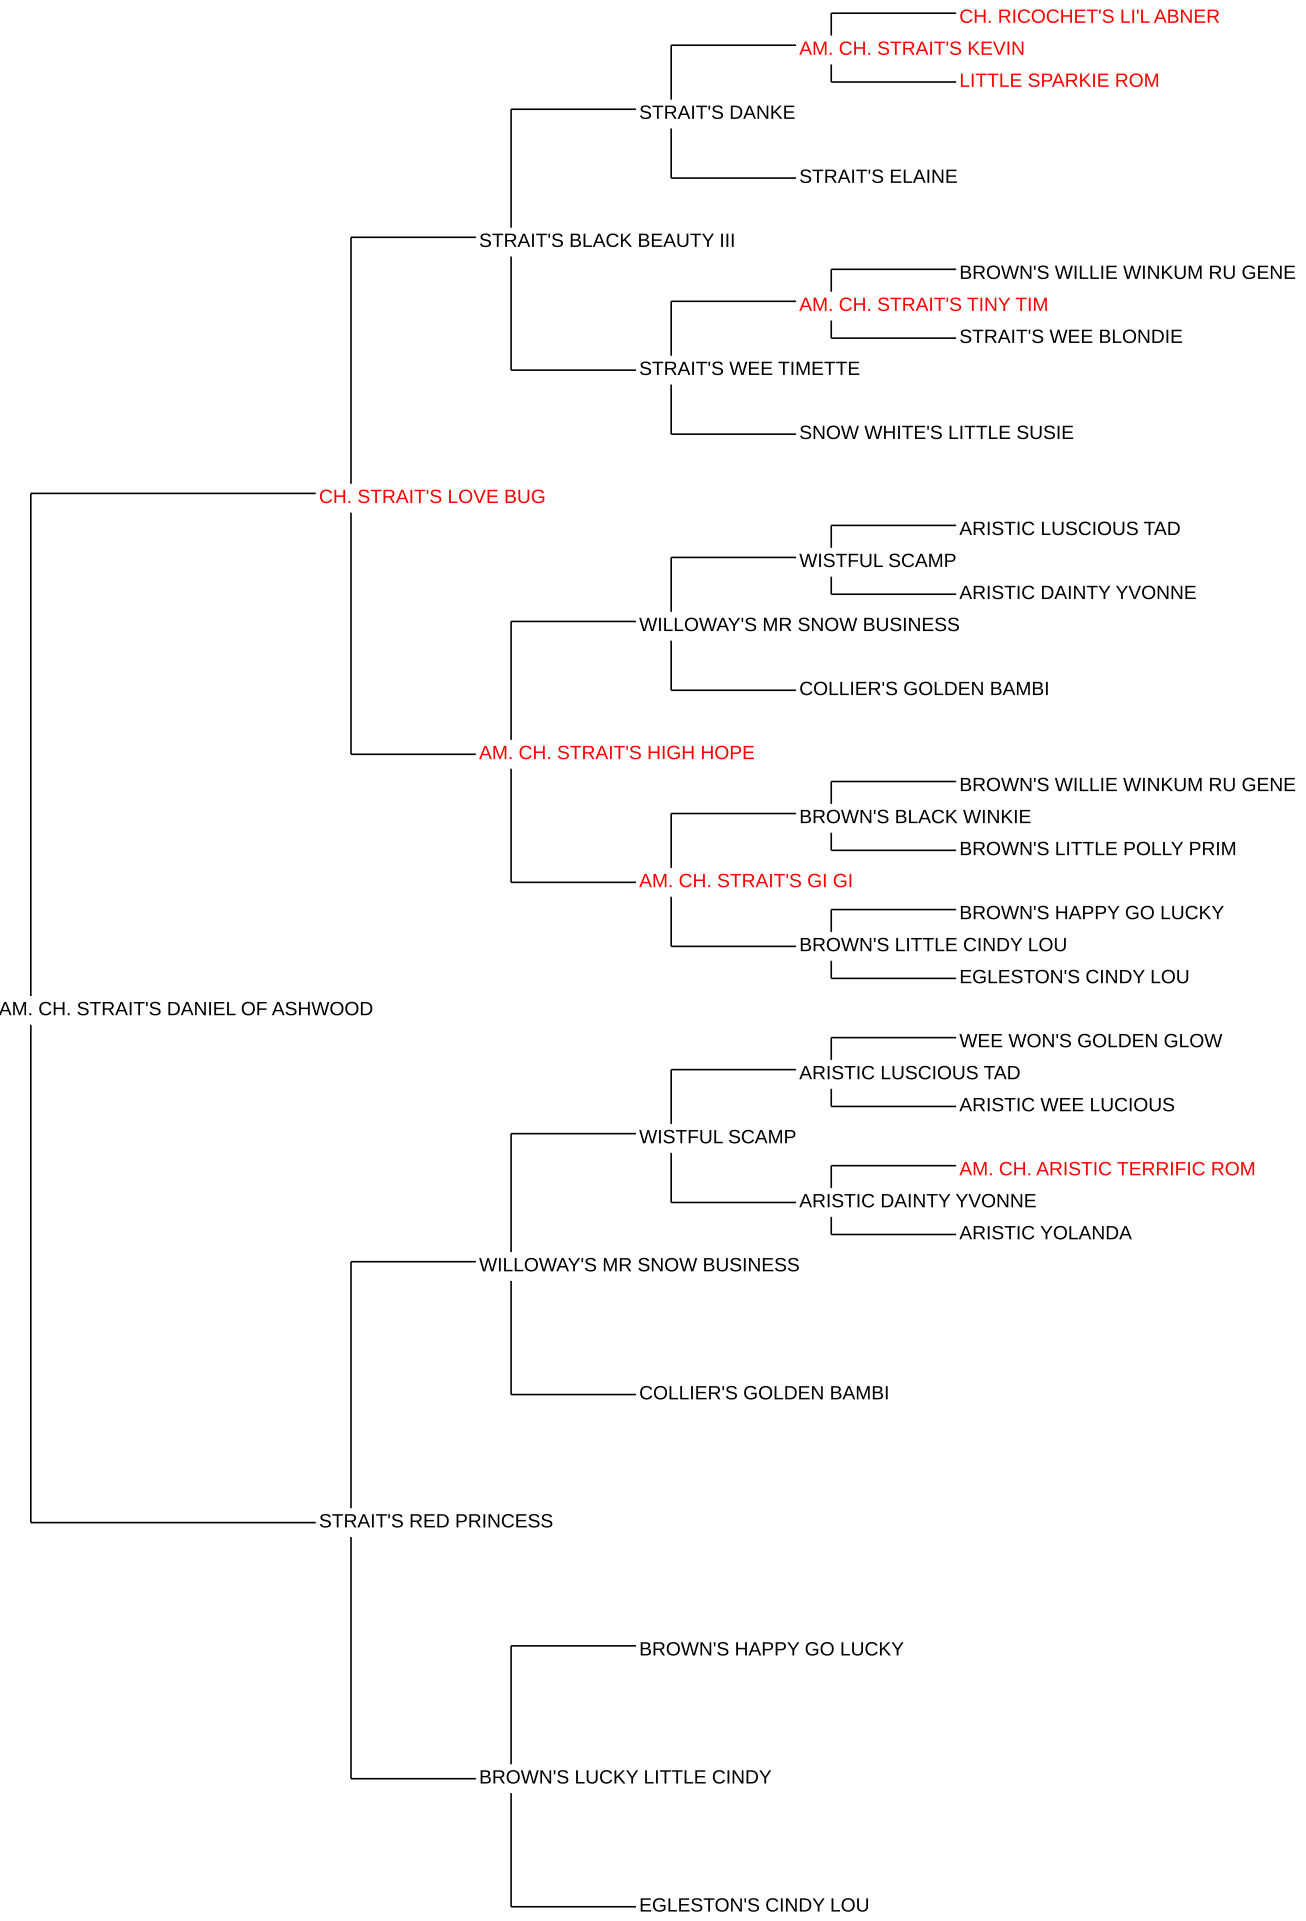 CH. RICOCHET'S LI'L ABNER
AM. CH. STRAIT'S KEVIN
LITTLE SPARKIE ROM
STRAIT'S DANKE
STRAIT'S ELAINE
STRAIT'S BLACK BEAUTY III
BROWN'S WILLIE WINKUM RU GENE
AM. CH. STRAIT'S TINY TIM
STRAIT'S WEE BLONDIE
STRAIT'S WEE TIMETTE
SNOW WHITE'S LITTLE SUSIE
CH. STRAIT'S LOVE BUG
ARISTIC LUSCIOUS TAD
WISTFUL SCAMP
ARISTIC DAINTY YVONNE
WILLOWAY'S MR SNOW BUSINESS
COLLIER'S GOLDEN BAMBI
AM. CH. STRAIT'S HIGH HOPE
BROWN'S WILLIE WINKUM RU GENE
BROWN'S BLACK WINKIE
BROWN'S LITTLE POLLY PRIM
AM. CH. STRAIT'S GI GI
BROWN'S HAPPY GO LUCKY
BROWN'S LITTLE CINDY LOU
EGLESTON'S CINDY LOU
AM. CH. STRAIT'S DANIEL OF ASHWOOD
WEE WON'S GOLDEN GLOW
ARISTIC LUSCIOUS TAD
ARISTIC WEE LUCIOUS
WISTFUL SCAMP
AM. CH. ARISTIC TERRIFIC ROM
ARISTIC DAINTY YVONNE
ARISTIC YOLANDA
WILLOWAY'S MR SNOW BUSINESS
COLLIER'S GOLDEN BAMBI
STRAIT'S RED PRINCESS
BROWN'S HAPPY GO LUCKY
BROWN'S LUCKY LITTLE CINDY
EGLESTON'S CINDY LOU